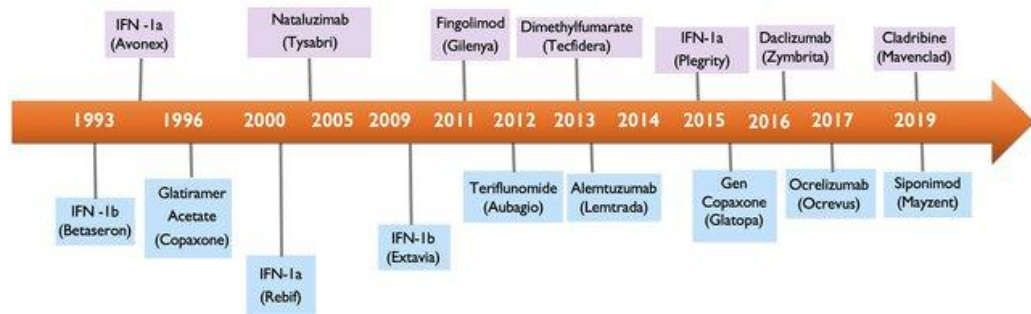 IFN -1a
(Avonex)
Nataluzimab
(Tysabri)
Fingolimod
(Gilenya)
Dimethylfumarate
(Tecfidera)
IFN-1a
(Plegrity)
Daclizumab
(Zymbrita)
Cladribine
(Mavenclad)
1993 1996 2000 2005 2009 2011 2012 2013 2014 2015 2016 2017 2019
IFN -1b
(Betaseron)
Glatiramer
Acetate
(Copaxone)
IFN-1a
(Rebif)
IFN-1b
(Extavia)
Teriflunomide
(Aubagio)
Alemtuzumab
(Lemtrada)
Gen
Copaxone
(Glatopa)
Ocrelizumab
(Ocrevus)
Siponimod
(Mayzent)